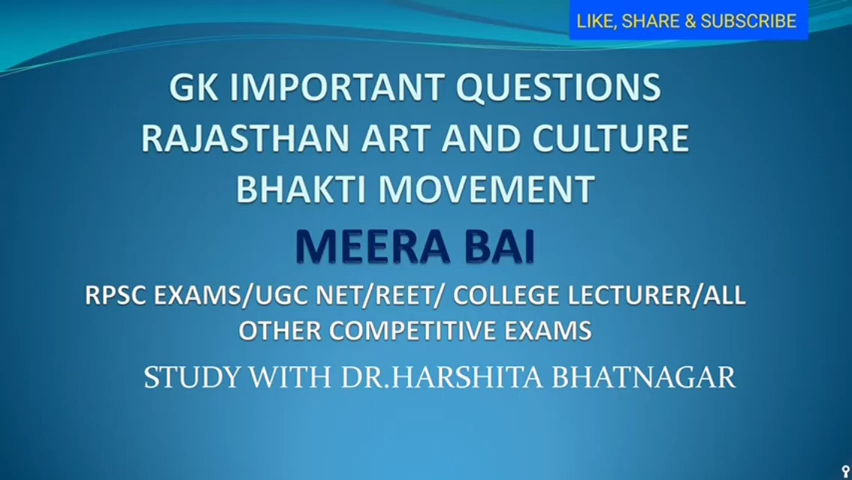 LIKE, SHARE & SUBSCRIBE
GK IMPORTANT QUESTIONS
RAJASTHAN ART AND CULTURE
BHAKTI MOVEMENT
MEERA BAI
RPSC EXAMS/UGC NET/REET/ COLLEGE LECTURER/ALL
OTHER COMPETITIVE EXAMS
STUDY WITH DR.HARSHITA BHATNAGAR